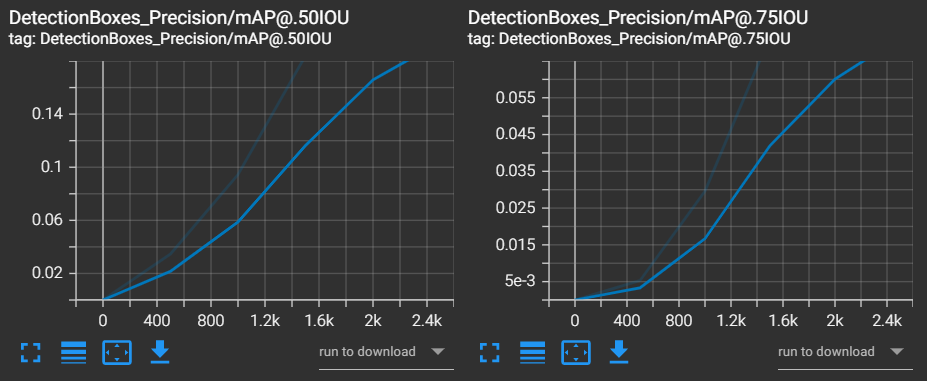 DetectionBoxes_Precision/mAP@.50IOU
tag: DetectionBoxes_Precision/mAP@.50IOU
0.14
0.1
0.06
0.02
0 400 800 1.2k 1.6k 2k 2.4k
run to download
DetectionBoxes_Precision/mAP@.75IOU
tag: DetectionBoxes_Precision/mAP@.75IOU
0.055
0.045
0.035
0.025
0.015
5e-3
0 400 800 1.2k 1.6k 2k 2.4k
run to download